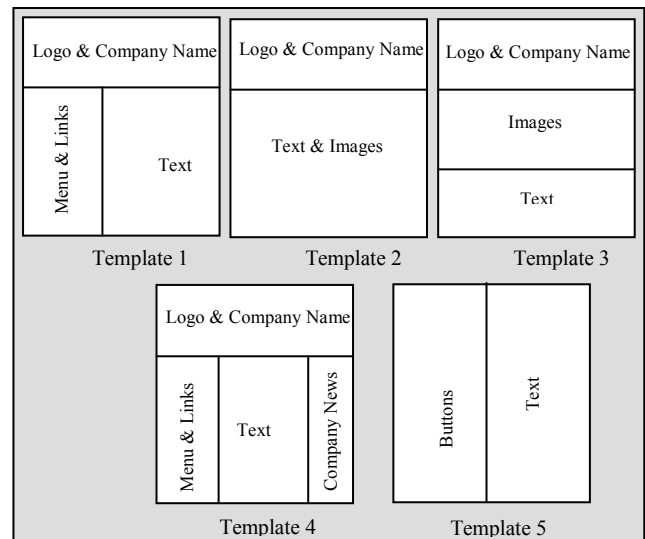 Logo & Company Name
Menu & Links
Text
Template 1
Logo & Company Name
Text & Images
Template 2
Logo & Company Name
Images
Text
Template 3
Logo & Company Name
Menu & Links
Text
Company News
Template 4
Buttons
Text
Template 5